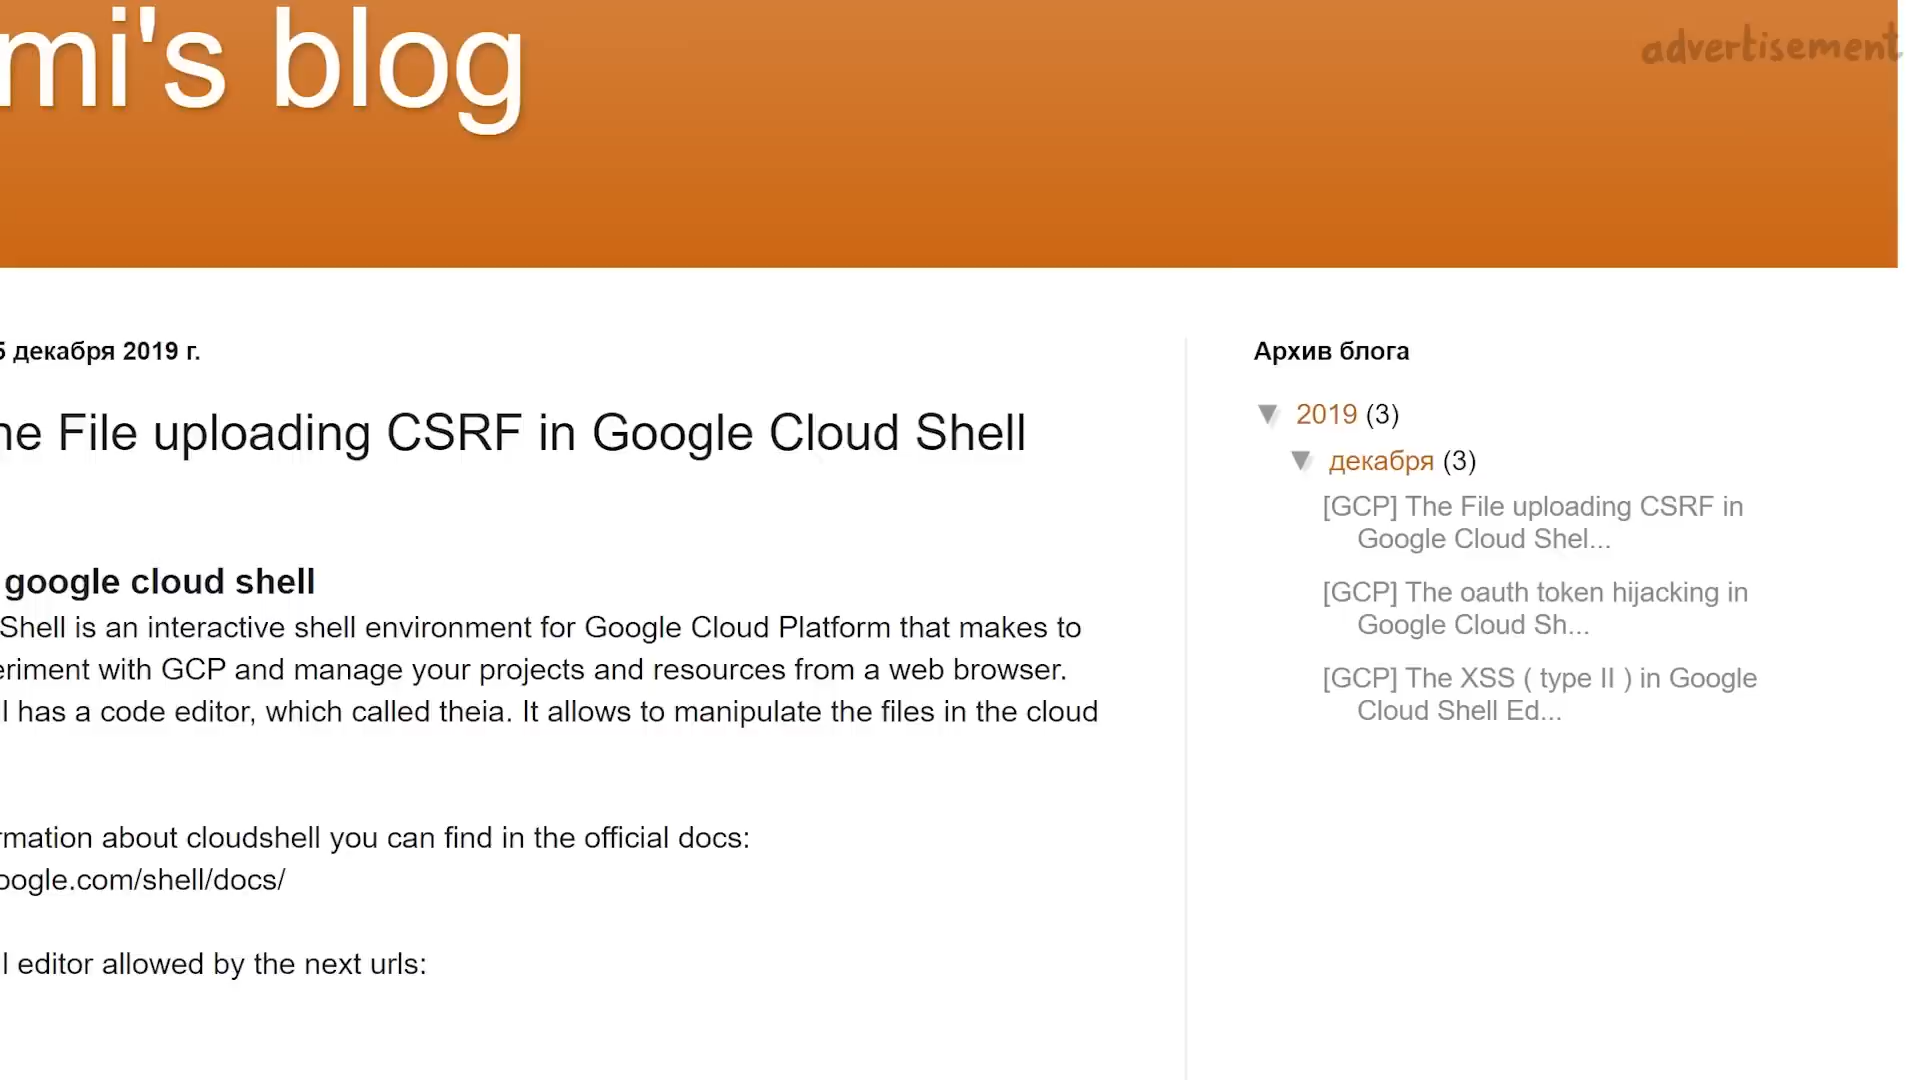 mi's blog
advertisement
5 декабря 2019 г.
he File uploading CSRF in Google Cloud Shell
google cloud shell
Shell is an interactive shell environment for Google Cloud Platform that makes to
eriment with GCP and manage your projects and resources from a web browser.
l has a code editor, which called theia. It allows to manipulate the files in the cloud
rmation about cloudshell you can find in the official docs:
oogle.com/shell/docs/
l editor allowed by the next urls:
Архив блога
▼ 2019 (3)
▼ декабря (3)
[GCP] The File uploading CSRF in
Google Cloud Shel...
[GCP] The oauth token hijacking in
Google Cloud Sh...
[GCP] The XSS ( type II ) in Google
Cloud Shell Ed...